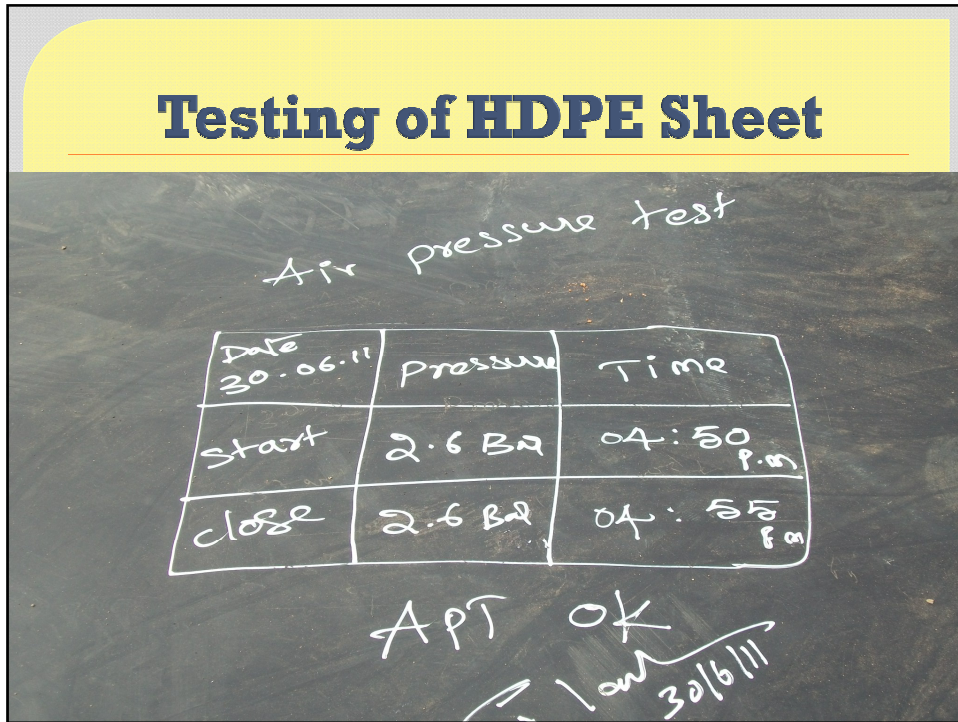 Testing of HDPE Sheet
Air pressure test
Date
30.06.11
Pressure
Time
Start
2.6 Bar
04:50
P.m
close
2.6 Bar
04:55
P.m
APT OK
30/6/11